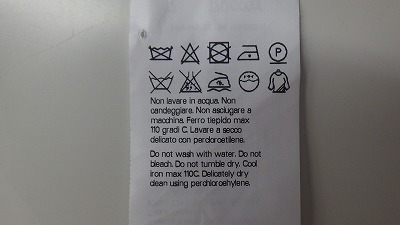 P
Non lavare in acqua. Non
candeggiare. Non asciugare a
macchina. Ferro tiepido max
110 gradi C. Lavare a secco
delicato con percloroetilene.
Do not wash with water. Do not
bleach. Do not tumble dry. Cool
iron max 110C. Delicately dry
clean using perchloroehylene.